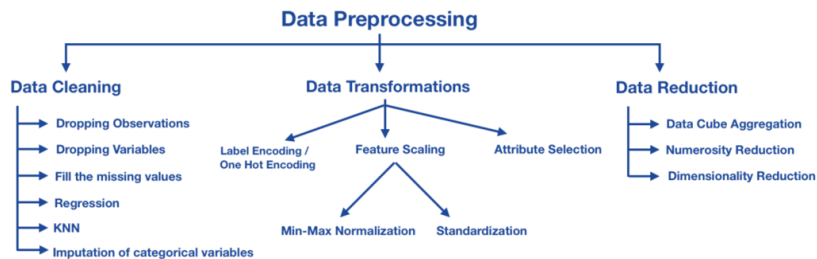 Data Preprocessing
Data Cleaning
Dropping Observations
Dropping Variables
Fill the missing values
Regression
KNN
Imputation of categorical variables
Data Transformations
Label Encoding /
One Hot Encoding
Feature Scaling
Attribute Selection
Min-Max Normalization
Standardization
Data Reduction
Data Cube Aggregation
Numerosity Reduction
Dimensionality Reduction